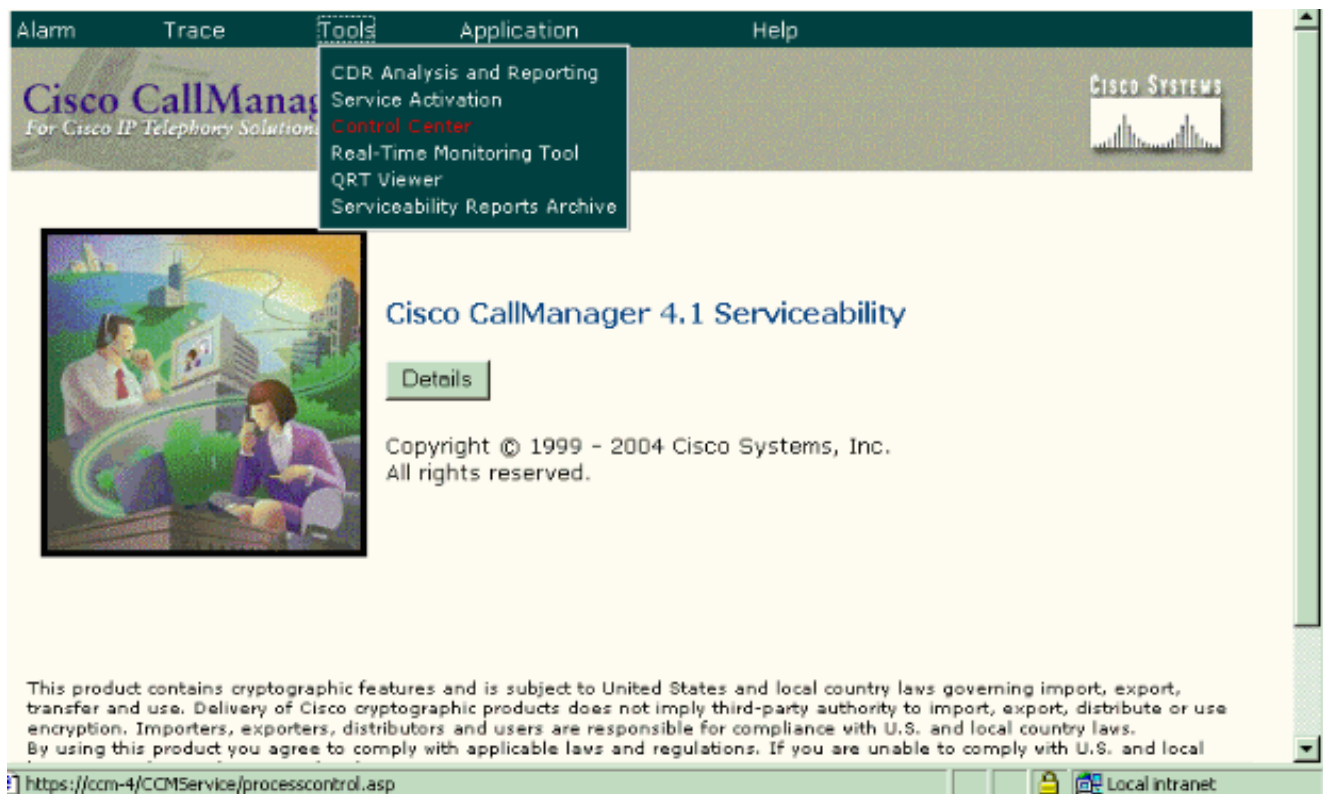 Alarm Trace Tools Application Help
CDR Analysis and Reporting
Service Activation
Control Center
Real-Time Monitoring Tool
QRT Viewer
Serviceability Reports Archive
Cisco CallManag
For Cisco IP Telephony Solution
CISCO SYSTEMS
Cisco CallManager 4.1 Serviceability
Details
Copyright © 1999 - 2004 Cisco Systems, Inc.
All rights reserved.
This product contains cryptographic features and is subject to United States and local country laws governing import, export,
transfer and use. Delivery of Cisco cryptographic products does not imply third-party authority to import, export, distribute or use
encryption. Importers, exporters, distributors and users are responsible for compliance with U.S. and local country laws.
By using this product you agree to comply with applicable laws and regulations. If you are unable to comply with U.S. and local
https://ccm-4/CCMService/processcontrol.asp
Local intranet